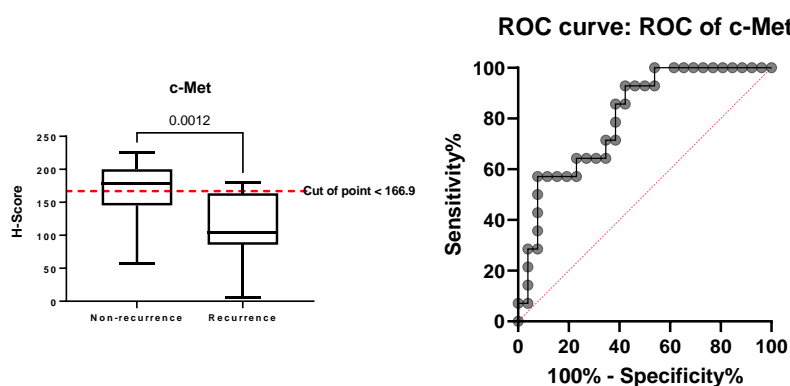 c-Met
0.0012
250
200
150
100
50
0
H-Score
Cut of point < 166.9
Non-recurrence
Recurrence
ROC curve: ROC of c-Met
100
80
60
40
20
0
Sensitivity%
0 20 40 60 80 100
100% - Specificity%